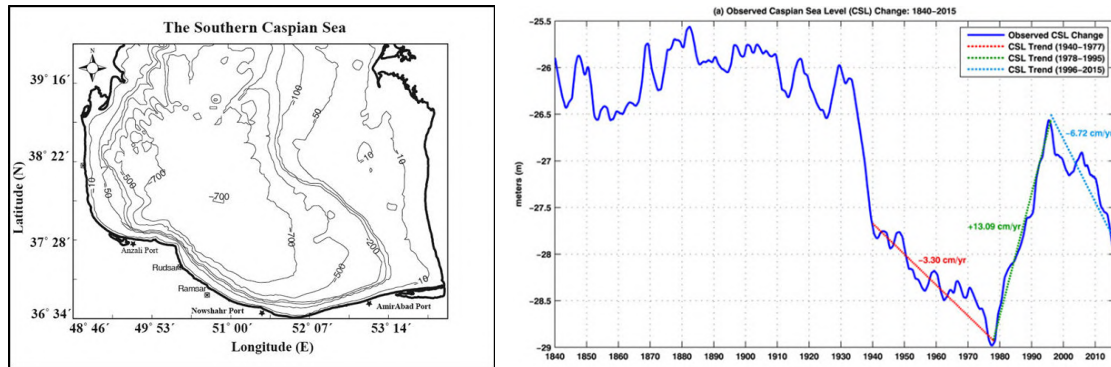 The Southern Caspian Sea
N
39° 16'
38° 22'
37° 28'
36° 34'
Latitude (N)
-100
-50
-10
-10
-50
-500
-700
-700
-700
-200
-500
-10
Anzali Port
Rudsar
Ramsar
Nowshahr Port
AmirAbad Port
48° 46' 49° 53' 51° 00 52° 07' 53° 14'
Longitude (E)
(a) Observed Caspian Sea Level (CSL) Change: 1840-2015
Observed CSL Change
CSL Trend (1940-1977)
CSL Trend (1978-1995)
CSL Trend (1996-2015)
-25.5
-26
-26.5
-27
-27.5
-28
-28.5
-29
meters (m)
-6.72 cm/yr
+13.09 cm/yr
-3.30 cm/yr
1840 1850 1860 1870 1880 1890 1900 1910 1920 1930 1940 1950 1960 1970 1980 1990 2000 2010